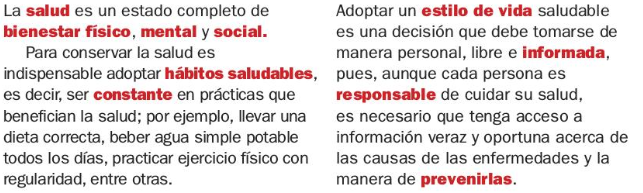 La salud es un estado completo de
bienestar físico, mental y social.
Para conservar la salud es
indispensable adoptar hábitos saludables,
es decir, ser constante en prácticas que
benefician la salud; por ejemplo, llevar una
dieta correcta, beber agua simple potable
todos los días, practicar ejercicio físico con
regularidad, entre otras.
Adoptar un estilo de vida saludable
es una decisión que debe tomarse de
manera personal, libre e informada,
pues, aunque cada persona es
responsable de cuidar su salud,
es necesario que tenga acceso a
información veraz y oportuna acerca de
las causas de las enfermedades y la
manera de prevenirlas.